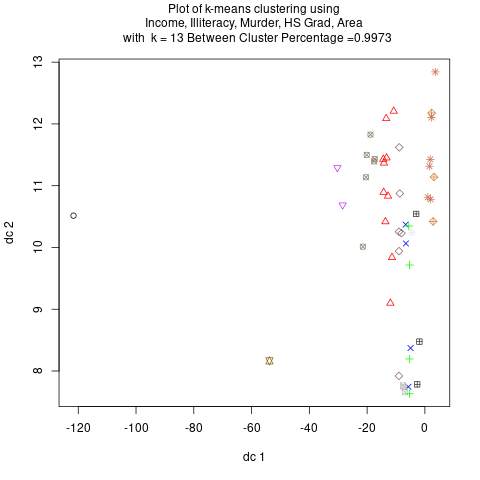 Plot of k-means clustering using
Income, Illiteracy, Murder, HS Grad, Area
with k = 13 Between Cluster Percentage =0.9973
13
12
11
10
9
8
dc 2
-120 -100 -80 -60 -40 -20 0
dc 1